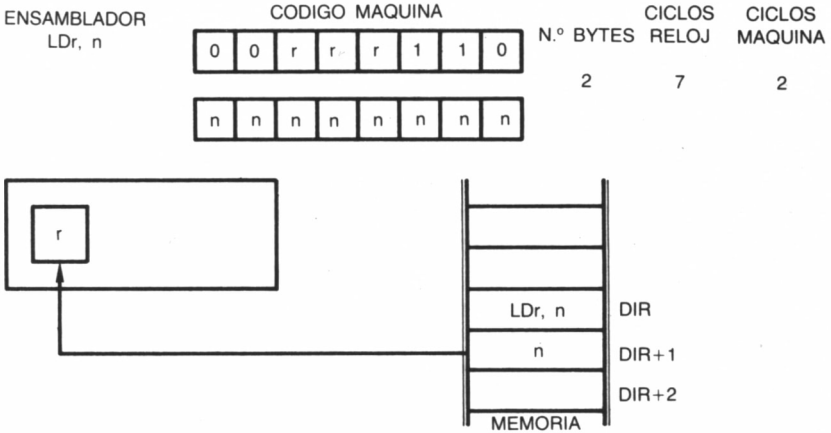 ENSAMBLADOR
LDr, n
CODIGO MAQUINA
0 0 r r r 1 1 0
n n n n n n n n
N.º BYTES
2
CICLOS
RELOJ
7
CICLOS
MAQUINA
2
r
LDr, n DIR
n DIR+1
DIR+2
MEMORIA